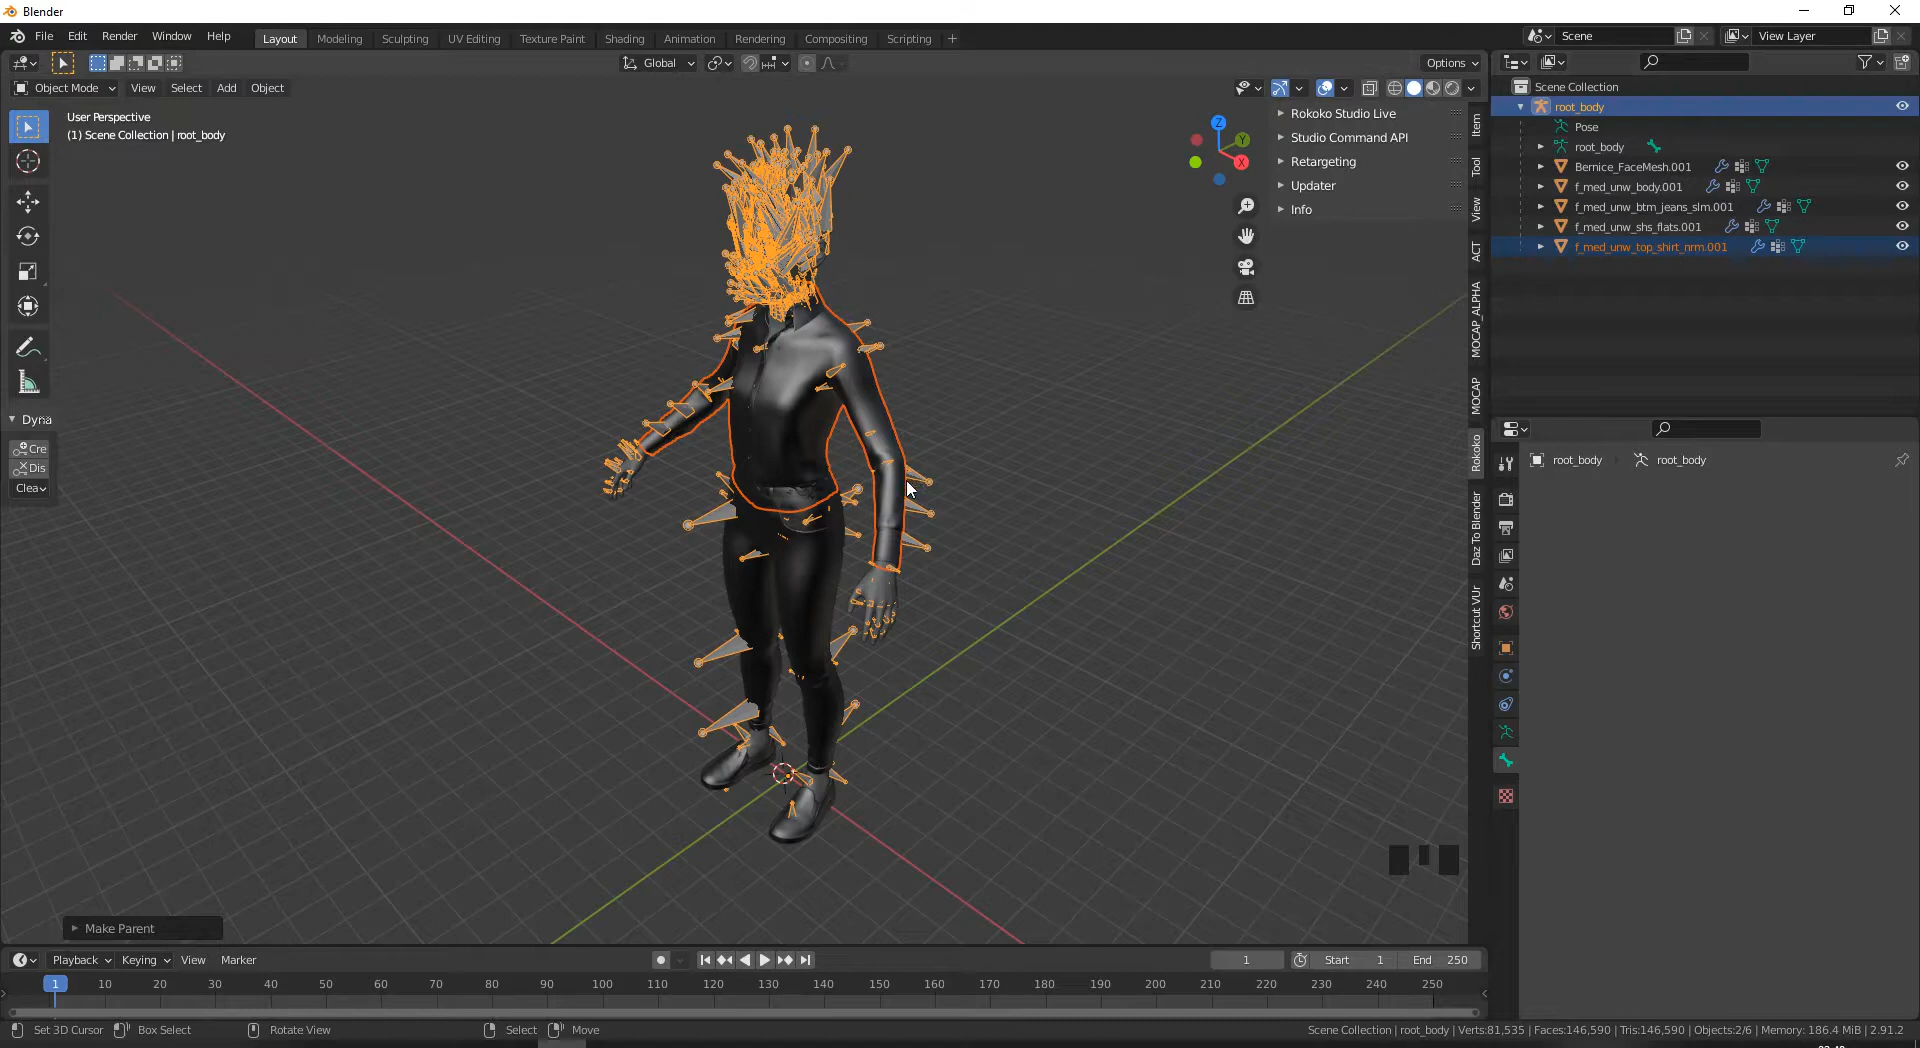 Blender
File Edit Render Window Help
Layout Modeling Sculpting UV Editing Texture Paint Shading Animation Rendering Compositing Scripting
Scene
View Layer
Global
Options
Object Mode View Select Add Object
User Perspective
(1) Scene Collection | root_body
Z
Y
X
Rokoko Studio Live
Studio Command API
Retargeting
Updater
Info
Item
Tool
View
ACT
MOCAP_ALPHA
MOCAP
Rokoko
Daz To Blender
Shortcut VUr
Dyna
Cre
Dis
Clea
Make Parent
Scene Collection
root_body
Pose
root_body
Bernice_FaceMesh.001
f_med_unw_body.001
f_med_unw_btm_jeans_slm.001
f_med_unw_shs_flats.001
f_med_unw_top_shirt_nrm.001
root_body root_body
Playback Keying View Marker
1 Start 1 End 250
1 10 20 30 40 50 60 70 80 90 100 110 120 130 140 150 160 170 180 190 200 210 220 230 240 250
Set 3D Cursor Box Select Rotate View Select Move
Scene Collection | root_body | Verts:81,535 | Faces:146,590 | Tris:146,590 | Objects:2/6 | Memory: 186.4 MiB | 2.91.2